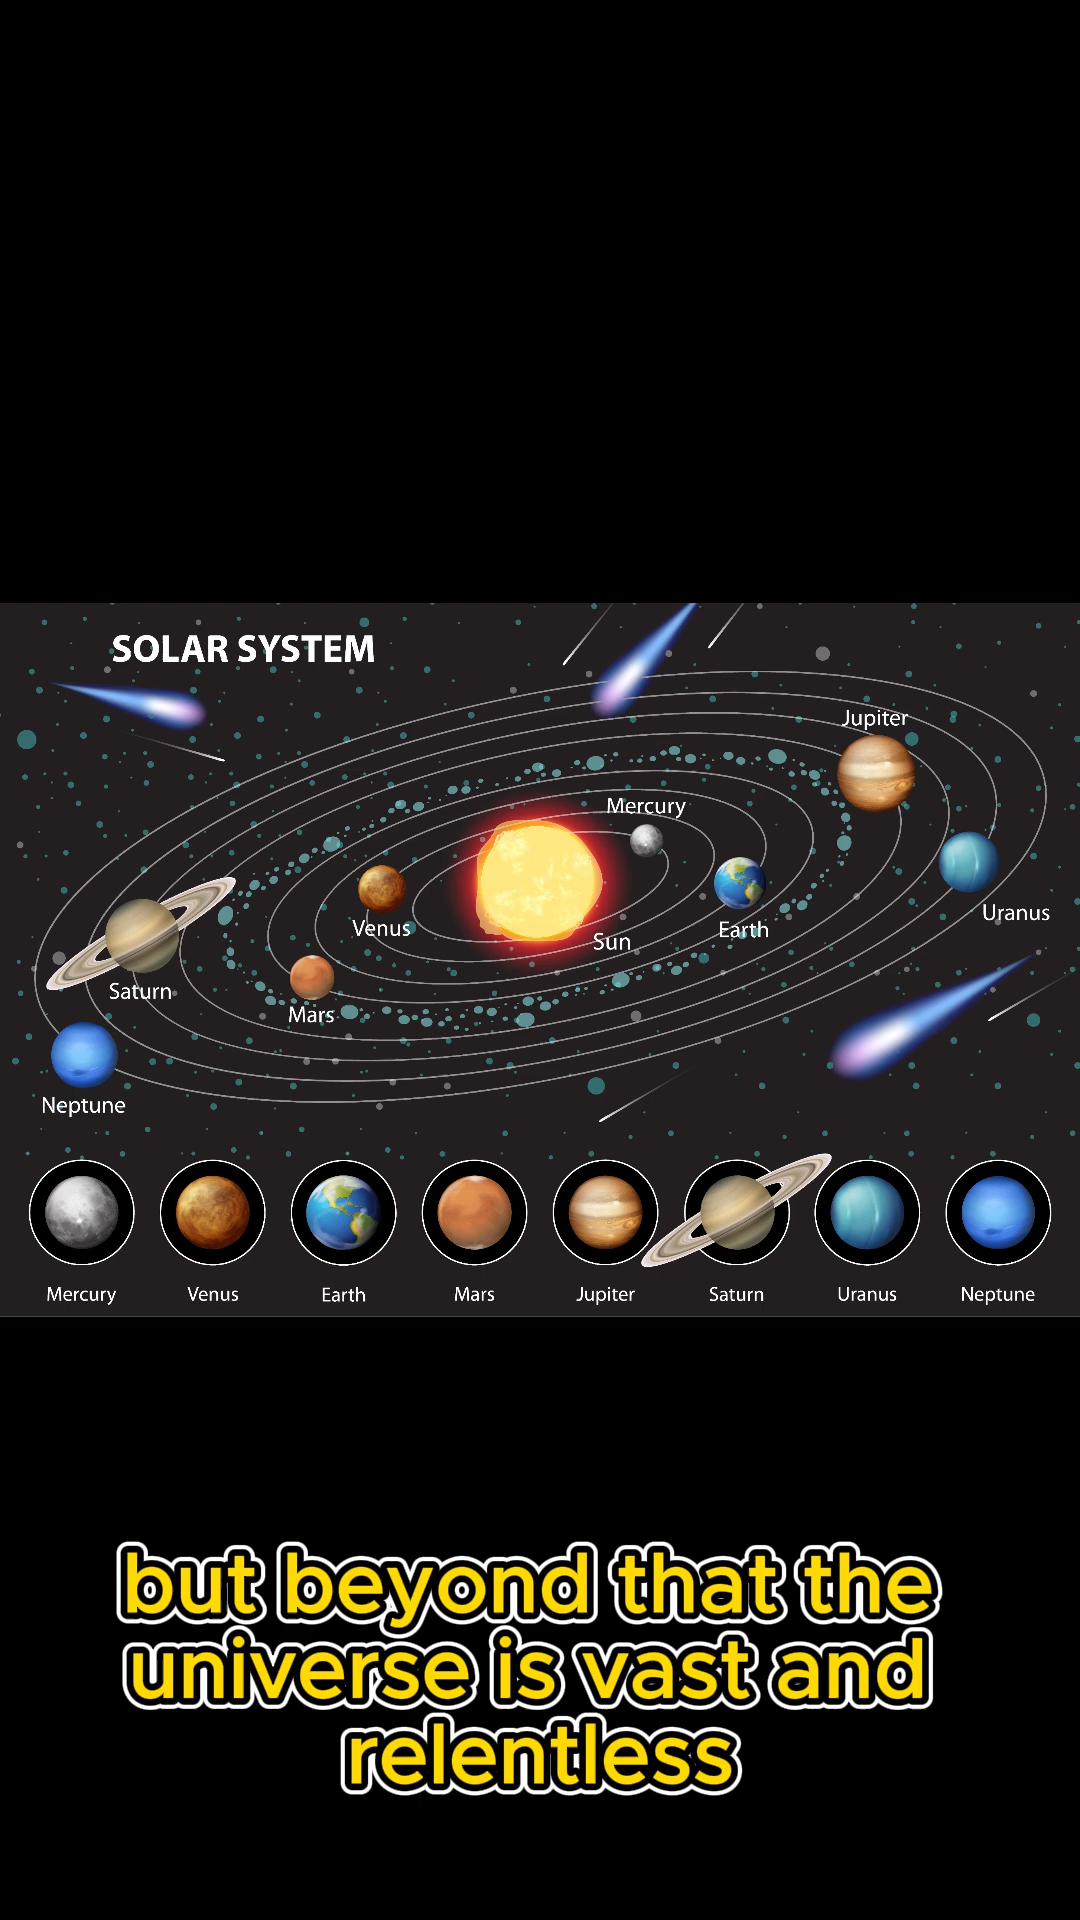 SOLAR SYSTEM
Jupiter
Mercury
Uranus
Venus
Earth
Sun
Saturn
Mars
Neptune
Mercury Venus Earth Mars Jupiter Saturn Uranus Neptune
but beyond that the
universe is vast and
relentless